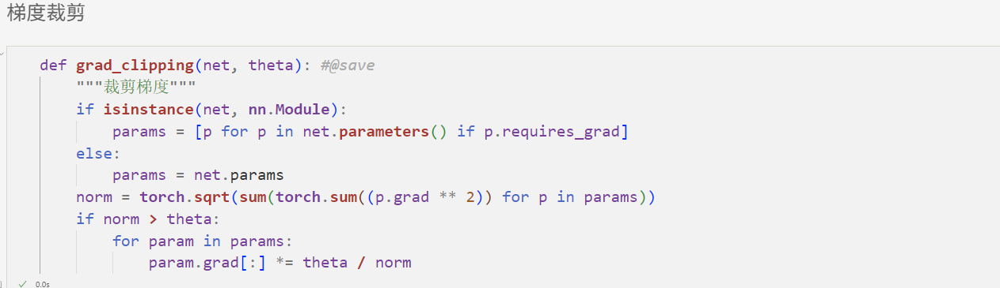 梯度裁剪
def grad_clipping(net, theta): #@save
    """裁剪梯度"""
    if isinstance(net, nn.Module):
        params = [p for p in net.parameters() if p.requires_grad]
    else:
        params = net.params
    norm = torch.sqrt(sum(torch.sum((p.grad ** 2)) for p in params))
    if norm > theta:
        for param in params:
            param.grad[:] *= theta / norm
0.0s